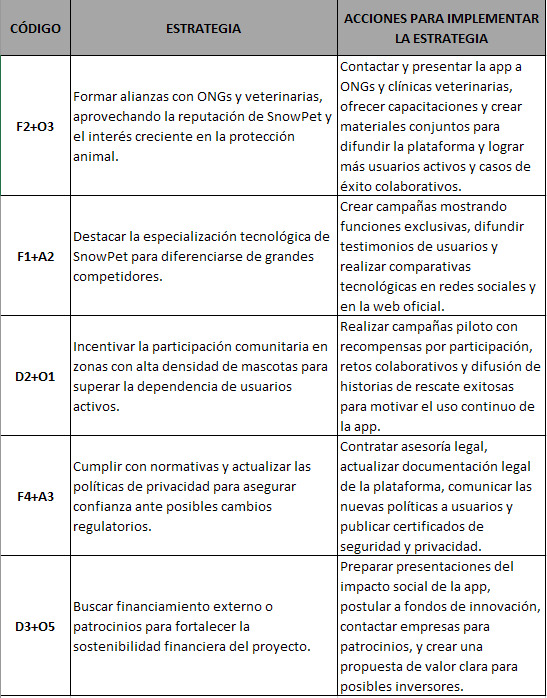 CÓDIGO
ESTRATEGIA
ACCIONES PARA IMPLEMENTAR
LA ESTRATEGIA
F2+O3
Formar alianzas con ONGs y veterinarias,
aprovechando la reputación de SnowPet y
el interés creciente en la protección
animal.
Contactar y presentar la app a
ONGs y clínicas veterinarias,
ofrecer capacitaciones y crear
materiales conjuntos para
difundir la plataforma y lograr
más usuarios activos y casos de
éxito colaborativos.
F1+A2
Destacar la especialización tecnológica de
SnowPet para diferenciarse de grandes
competidores.
Crear campañas mostrando
funciones exclusivas, difundir
testimonios de usuarios y
realizar comparativas
tecnológicas en redes sociales y
en la web oficial.
D2+O1
Incentivar la participación comunitaria en
zonas con alta densidad de mascotas para
superar la dependencia de usuarios
activos.
Realizar campañas piloto con
recompensas por participación,
retos colaborativos y difusión de
historias de rescate exitosas
para motivar el uso continuo de
la app.
F4+A3
Cumplir con normativas y actualizar las
políticas de privacidad para asegurar
confianza ante posibles cambios
regulatorios.
Contratar asesoría legal,
actualizar documentación legal
de la plataforma, comunicar las
nuevas políticas a usuarios y
publicar certificados de
seguridad y privacidad.
D3+O5
Buscar financiamiento externo o
patrocinios para fortalecer la
sostenibilidad financiera del proyecto.
Preparar presentaciones del
impacto social de la app,
postular a fondos de innovación,
contactar empresas para
patrocinios, y crear una
propuesta de valor clara para
posibles inversores.